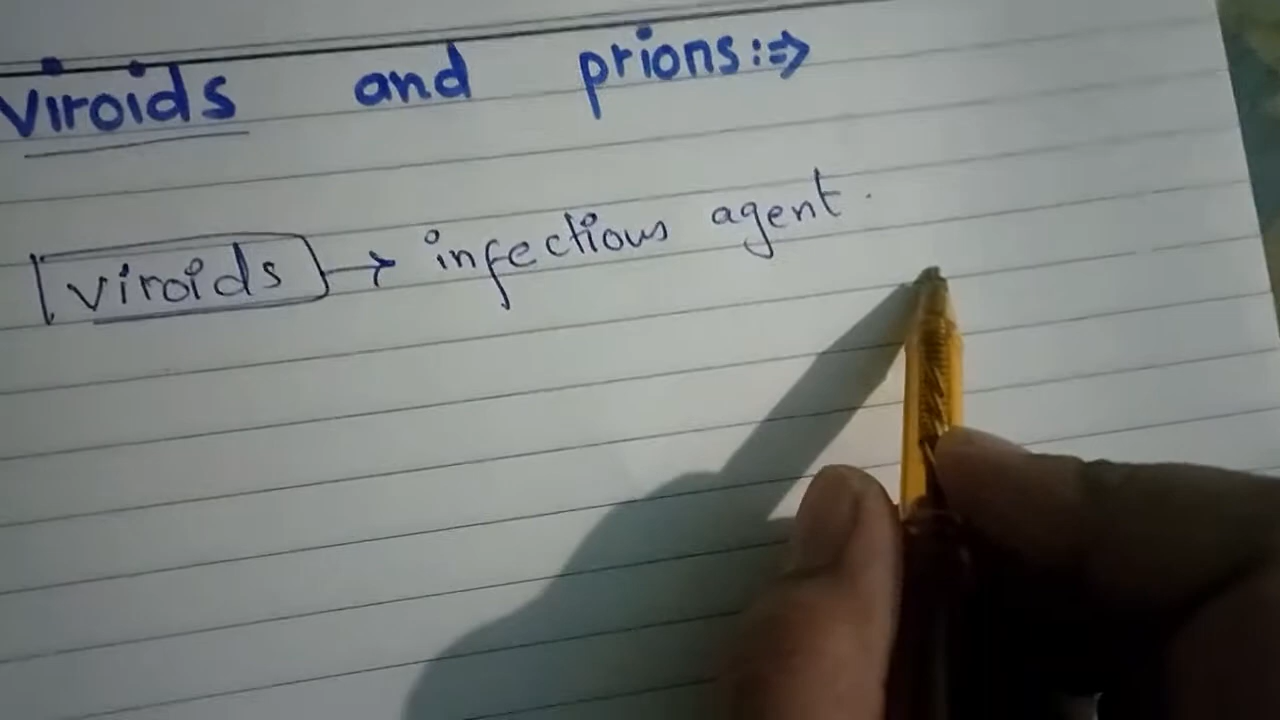 Viroids and prions:⇒
viroids → infectious agent.